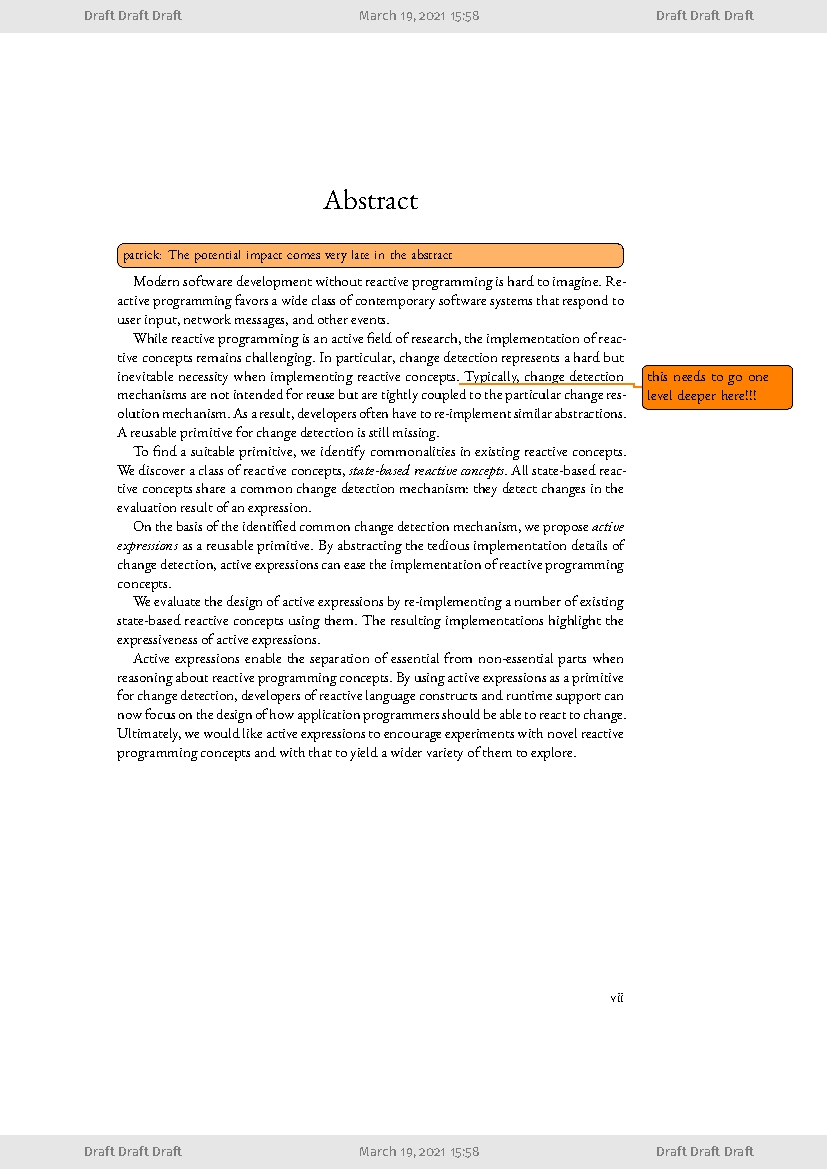 Draft Draft Draft March 19, 2021 15:58 Draft Draft Draft
Abstract
patrick: The potential impact comes very late in the abstract
Modern software development without reactive programming is hard to imagine. Re-
active programming favors a wide class of contemporary software systems that respond to
user input, network messages, and other events.
While reactive programming is an active field of research, the implementation of reac-
tive concepts remains challenging. In particular, change detection represents a hard but
inevitable necessity when implementing reactive concepts. Typically, change detection
mechanisms are not intended for reuse but are tightly coupled to the particular change res-
olution mechanism. As a result, developers often have to re-implement similar abstractions.
A reusable primitive for change detection is still missing.
this needs to go one
level deeper here!!!
To find a suitable primitive, we identify commonalities in existing reactive concepts.
We discover a class of reactive concepts, state-based reactive concepts. All state-based reac-
tive concepts share a common change detection mechanism: they detect changes in the
evaluation result of an expression.
On the basis of the identified common change detection mechanism, we propose active
expressions as a reusable primitive. By abstracting the tedious implementation details of
change detection, active expressions can ease the implementation of reactive programming
concepts.
We evaluate the design of active expressions by re-implementing a number of existing
state-based reactive concepts using them. The resulting implementations highlight the
expressiveness of active expressions.
Active expressions enable the separation of essential from non-essential parts when
reasoning about reactive programming concepts. By using active expressions as a primitive
for change detection, developers of reactive language constructs and runtime support can
now focus on the design of how application programmers should be able to react to change.
Ultimately, we would like active expressions to encourage experiments with novel reactive
programming concepts and with that to yield a wider variety of them to explore.
vii
Draft Draft Draft March 19, 2021 15:58 Draft Draft Draft